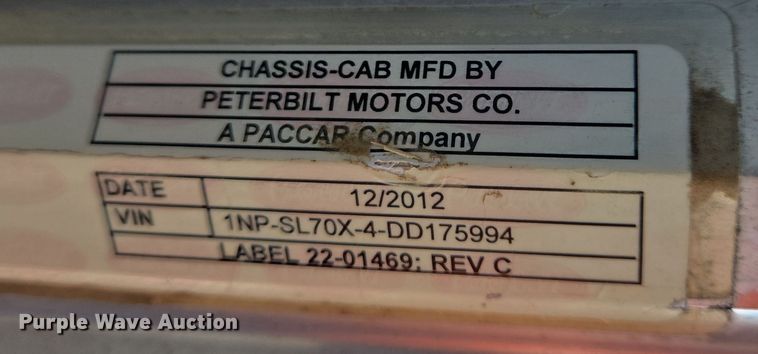 CHASSIS-CAB MFD BY
PETERBILT MOTORS CO.
A PACCAR Company
DATE 12/2012
VIN 1NP-SL70X-4-DD175994
LABEL 22-01469; REV C
Purple Wave Auction